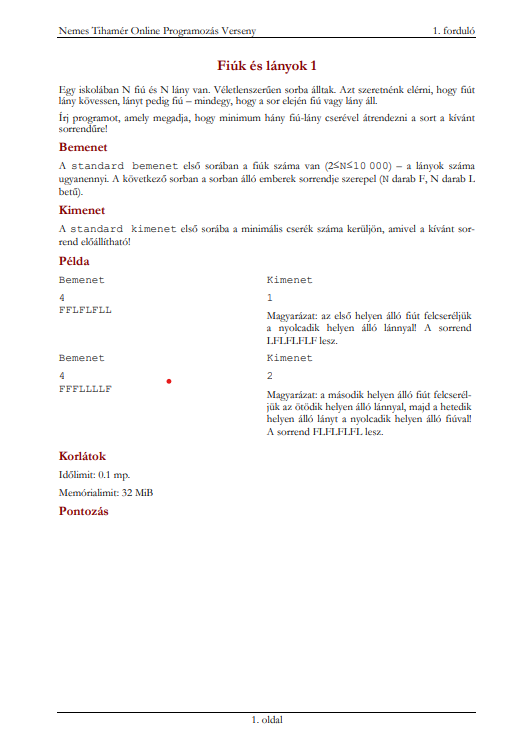 Nemes Tihamér Online Programozás Verseny 1. forduló
Fiúk és lányok 1
Egy iskolában N fiú és N lány van. Véletlenszerűen sorba álltak. Azt szeretnénk elérni, hogy fiút
lány kövessen, lányt pedig fiú – mindegy, hogy a sor elején fiú vagy lány áll.
Írj programot, amely megadja, hogy minimum hány fiú-lány cserével átrendezni a sort a kívánt
sorrendűre!
Bemenet
A standard bemenet első sorában a fiúk száma van (2≤N≤10 000) – a lányok száma
ugyanennyi. A következő sorban a sorban álló emberek sorrendje szerepel (N darab F, N darab L
betű).
Kimenet
A standard kimenet első sorába a minimális cserék száma kerüljön, amivel a kívánt sor-
rend előállítható!
Példa
Bemenet Kimenet
4 1
FFLFLFLL
Magyarázat: az első helyen álló fiút felcseréljük
a nyolcadik helyen álló lánnyal! A sorrend
LFLFLFLF lesz.
Bemenet Kimenet
4 2
FFFLLLLF
Magyarázat: a második helyen álló fiút felcserél-
jük az ötödik helyen álló lánnyal, majd a hetedik
helyen álló lányt a nyolcadik helyen álló fiúval!
A sorrend FLFLFLFL lesz.
Korlátok
Időlimit: 0.1 mp.
Memórialimit: 32 MiB
Pontozás
1. oldal